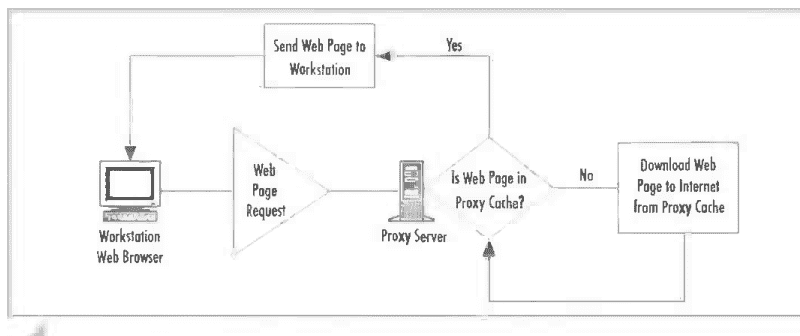 Send Web Page to
Workstation
Yes
Web
Page
Request
Is Web Page in
Proxy Cache?
No
Download Web
Page to Internet
from Proxy Cache
Workstation
Web Browser
Proxy Server